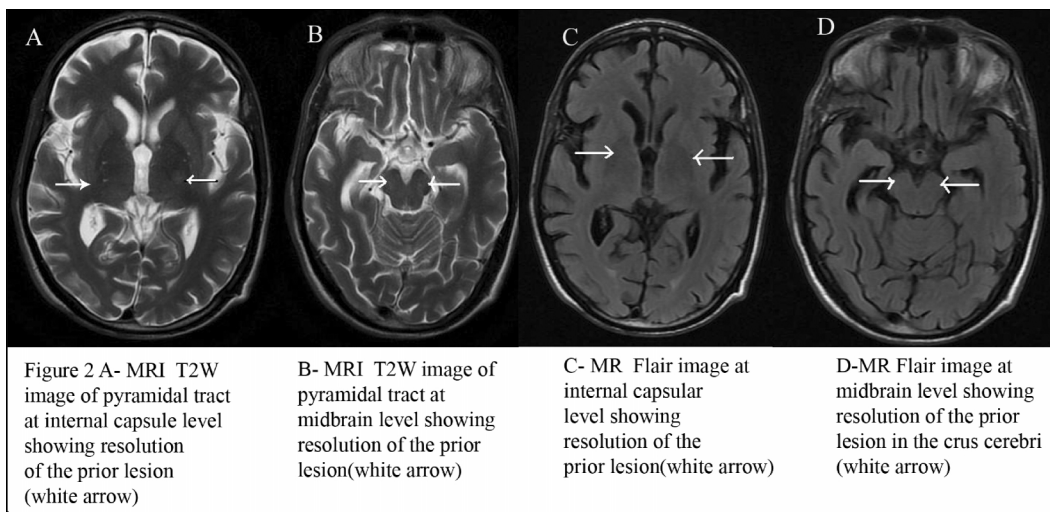 A
B
C
D
Figure 2 A- MRI T2W
image of pyramidal tract
at internal capsule level
showing resolution
of the prior lesion
(white arrow)
B- MRI T2W image of
pyramidal tract at
midbrain level showing
resolution of the prior
lesion(white arrow)
C- MR Flair image at
internal capsular
level showing
resolution of the
prior lesion(white arrow)
D-MR Flair image at
midbrain level showing
resolution of the prior
lesion in the crus cerebri
(white arrow)